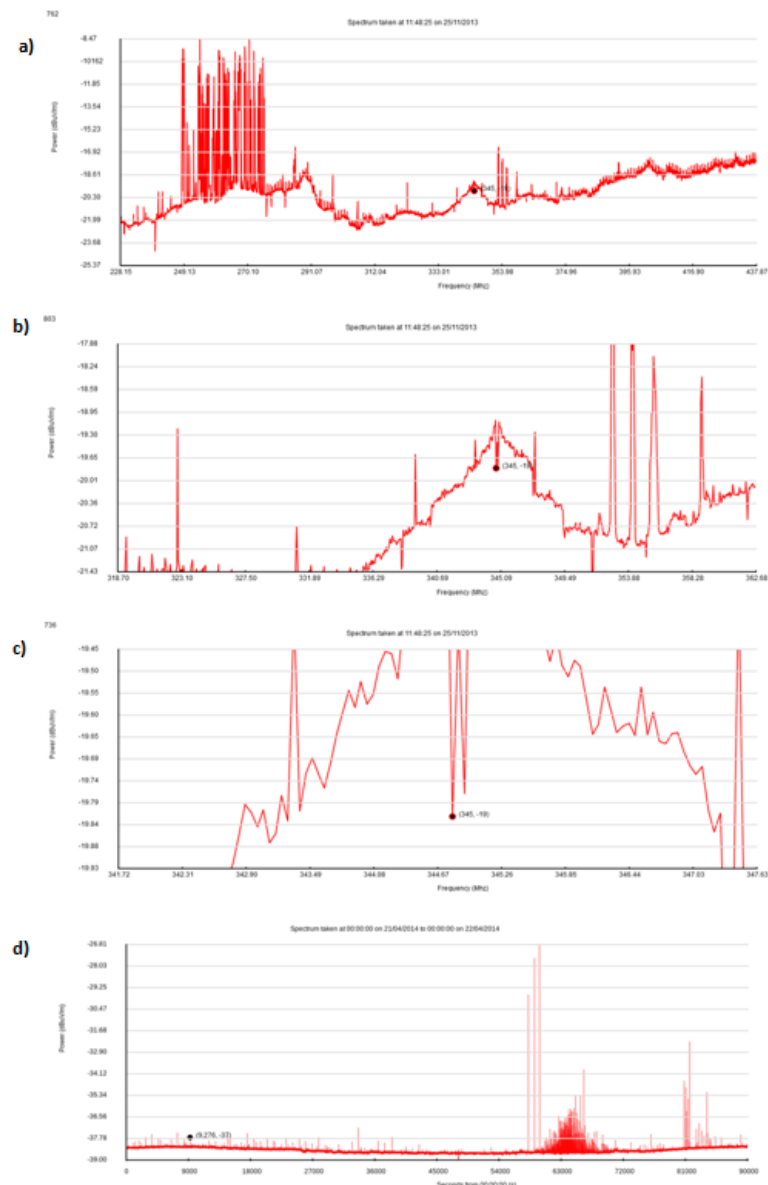 762
Spectrum taken at 11:48:25 on 25/11/2013
a)
-8.47
-10162
-11.85
-13.54
-15.23
-16.92
-18.61
-20.30
-21.99
-23.68
-25.37
Power (dBuV/m)
(345, -19)
228.15 249.13 270.10 291.07 312.04 333.01 353.98 374.96 395.93 416.90 437.87
Frequency (Mhz)
803
Spectrum taken at 11:48:25 on 25/11/2013
b)
-17.88
-18.24
-18.59
-18.95
-19.30
-19.65
-20.01
-20.36
-20.72
-21.07
-21.43
Power (dBuV/m)
(345, -19)
318.70 323.10 327.50 331.89 336.29 340.69 345.09 349.49 353.88 358.28 362.68
Frequency (Mhz)
736
Spectrum taken at 11:48:25 on 25/11/2013
c)
-19.45
-19.50
-19.55
-19.60
-19.65
-19.69
-19.74
-19.79
-19.84
-19.88
-19.93
Power (dBuV/m)
(345, -19)
341.72 342.31 342.90 343.49 344.08 344.67 345.26 345.85 346.44 347.03 347.63
Frequency (Mhz)
Spectrum taken at 00:00:00 on 21/04/2014 to 00:00:00 on 22/04/2014
d)
-26.81
-28.03
-29.25
-30.47
-31.68
-32.90
-34.12
-35.34
-36.56
-37.78
-39.00
Power (dBuV/m)
(9,276, -37)
0 9000 18000 27000 36000 45000 54000 63000 72000 81000 90000
Seconds from 00:00:00 (s)